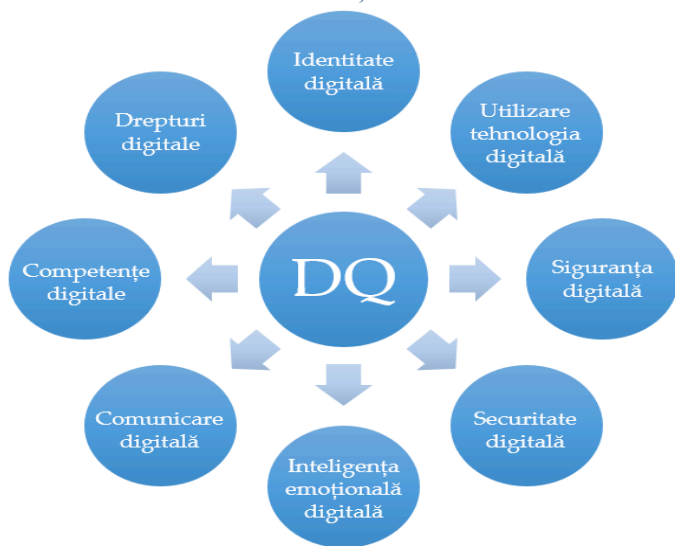 Identitate
digitală
Utilizare
tehnologia
digitală
Siguranța
digitală
Securitate
digitală
Inteligența
emoțională
digitală
Comunicare
digitală
Competențe
digitale
Drepturi
digitale
DQ